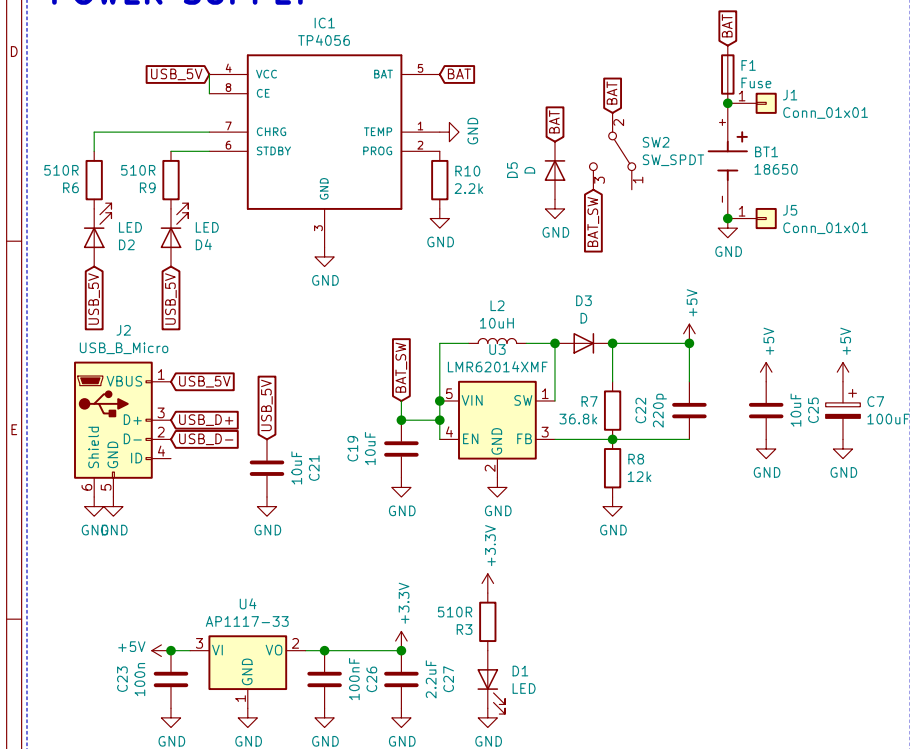 POWER SUPPLY
D
IC1
TP4056
USB_5V
4
VCC
8
CE
BAT
5
BAT
7
CHRG
6
STDBY
TEMP
1
GND
PROG
2
GND
3
GND
510R
R6
510R
R9
LED
D2
LED
D4
USB_5V
USB_5V
R10
2.2k
GND
BAT
D5
D
GND
BAT
2
SW2
SW_SPDT
3
1
BAT_SW
BAT
F1
Fuse
1
J1
Conn_01x01
+
+
BT1
18650
-
1
J5
Conn_01x01
GND
J2
USB_B_Micro
VBUS
1
USB_5V
D+
3
USB_D+
D-
2
USB_D-
ID
4
Shield
GND
6
5
GND
GND
USB_5V
10uF
C21
GND
BAT_SW
C19
10uF
GND
L2
10uH
U3
LMR62014XMF
5
VIN
SW
1
4
EN
FB
3
GND
2
GND
D3
D
R7
36.8k
C22
220p
+5V
R8
12k
GND
+5V
10uF
C25
GND
+5V
+
C7
100uF
GND
E
U4
AP1117-33
+5V
3
VI
VO
2
GND
1
GND
C23
100n
GND
100nF
C26
GND
+3.3V
2.2uF
C27
GND
+3.3V
510R
R3
D1
LED
GND